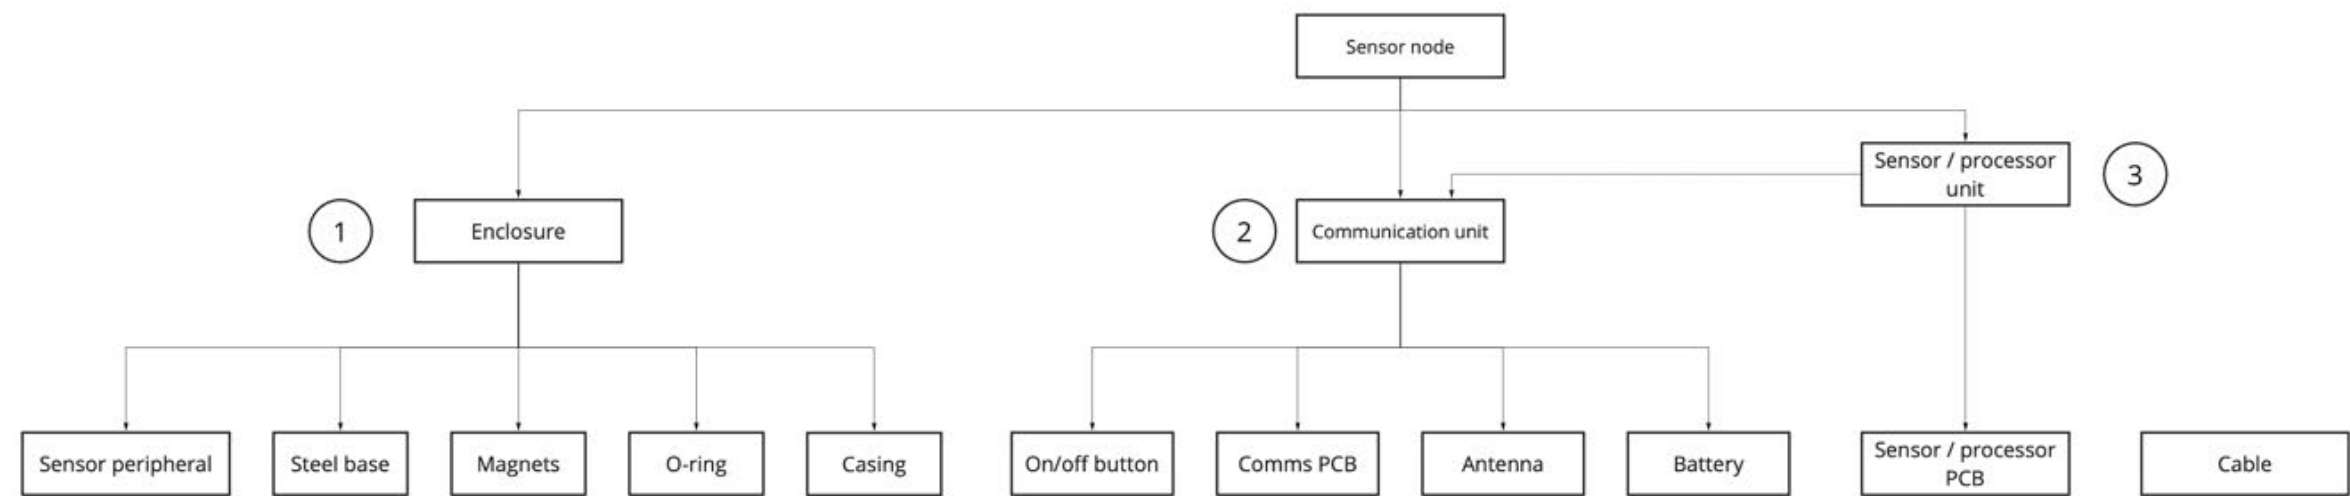 Sensor node
Sensor / processor
unit
3
1
Enclosure
2
Communication unit
Sensor peripheral
Steel base
Magnets
O-ring
Casing
On/off button
Comms PCB
Antenna
Battery
Sensor / processor
PCB
Cable